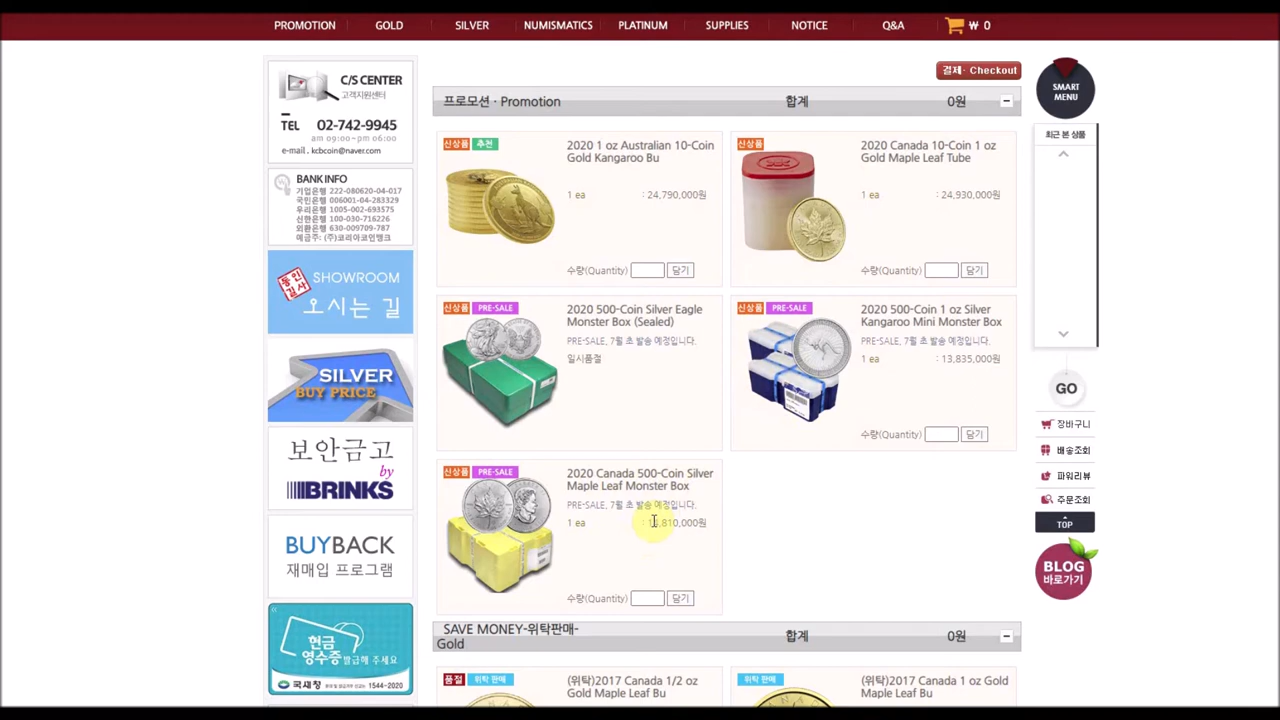 PROMOTION
GOLD
SILVER
NUMISMATICS
PLATINUM
SUPPLIES
NOTICE
Q&A
₩ 0
C/S CENTER
고객지원센터
TEL 02-742-9945
am 09:00~pm 06:00
e-mail. kcbcoin@naver.com
BANK INFO
기업은행 222-080620-04-017
국민은행 006001-04-283329
우리은행 1005-002-693575
신한은행 100-030-716226
외환은행 630-009709-787
예금주: (주)코리아코인뱅크
SHOWROOM
오시는 길
SILVER
BUY PRICE
보안금고
by
BRINKS
BUYBACK
재매입 프로그램
현금
영수증 발급해 주세요
국세청
1544-2020
결제· Checkout
프로모션 · Promotion
합계
0원
신상품 추천
2020 1 oz Australian 10-Coin
Gold Kangaroo Bu
1 ea : 24,790,000원
수량(Quantity) 담기
신상품
2020 Canada 10-Coin 1 oz
Gold Maple Leaf Tube
1 ea : 24,930,000원
수량(Quantity) 담기
신상품 PRE-SALE
2020 500-Coin Silver Eagle
Monster Box (Sealed)
PRE-SALE, 7월 초 발송 예정입니다.
일시품절
신상품 PRE-SALE
2020 500-Coin 1 oz Silver
Kangaroo Mini Monster Box
PRE-SALE, 7월 초 발송 예정입니다.
1 ea : 13,835,000원
수량(Quantity) 담기
신상품 PRE-SALE
2020 Canada 500-Coin Silver
Maple Leaf Monster Box
PRE-SALE, 7월 초 발송 예정입니다.
1 ea
수량(Quantity) 담기
SAVE MONEY-위탁판매-
Gold
합계
0원
품절 위탁 판매
(위탁)2017 Canada 1/2 oz
Gold Maple Leaf Bu
위탁 판매
(위탁)2017 Canada 1 oz Gold
Maple Leaf Bu
SMART
MENU
최근 본 상품
GO
장바구니
배송조회
파워리뷰
주문조회
TOP
BLOG
바로가기